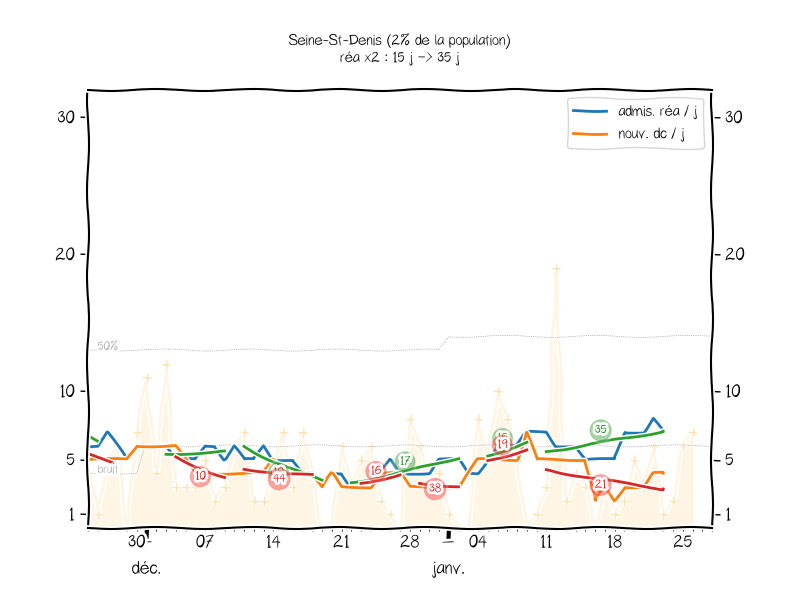 Seine-St-Denis (2% de la population)
réa x2 : 15 j -> 35 j
admis. réa / j
nouv. dc / j
30 30
20 20
50%
10 10
bruit
5 5
1 1
35
19
17
16
10
44
38
21
30 07 14 21 28 04 11 18 25
déc. janv.